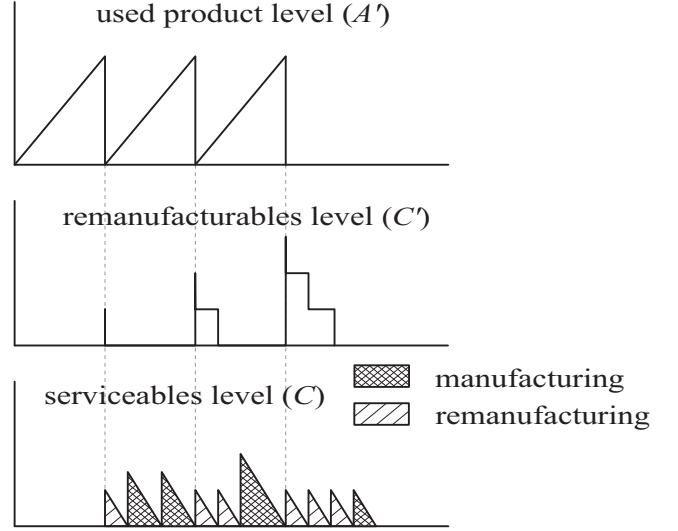 used product level (A')
remanufacturables level (C')
serviceables level (C)
manufacturing
remanufacturing